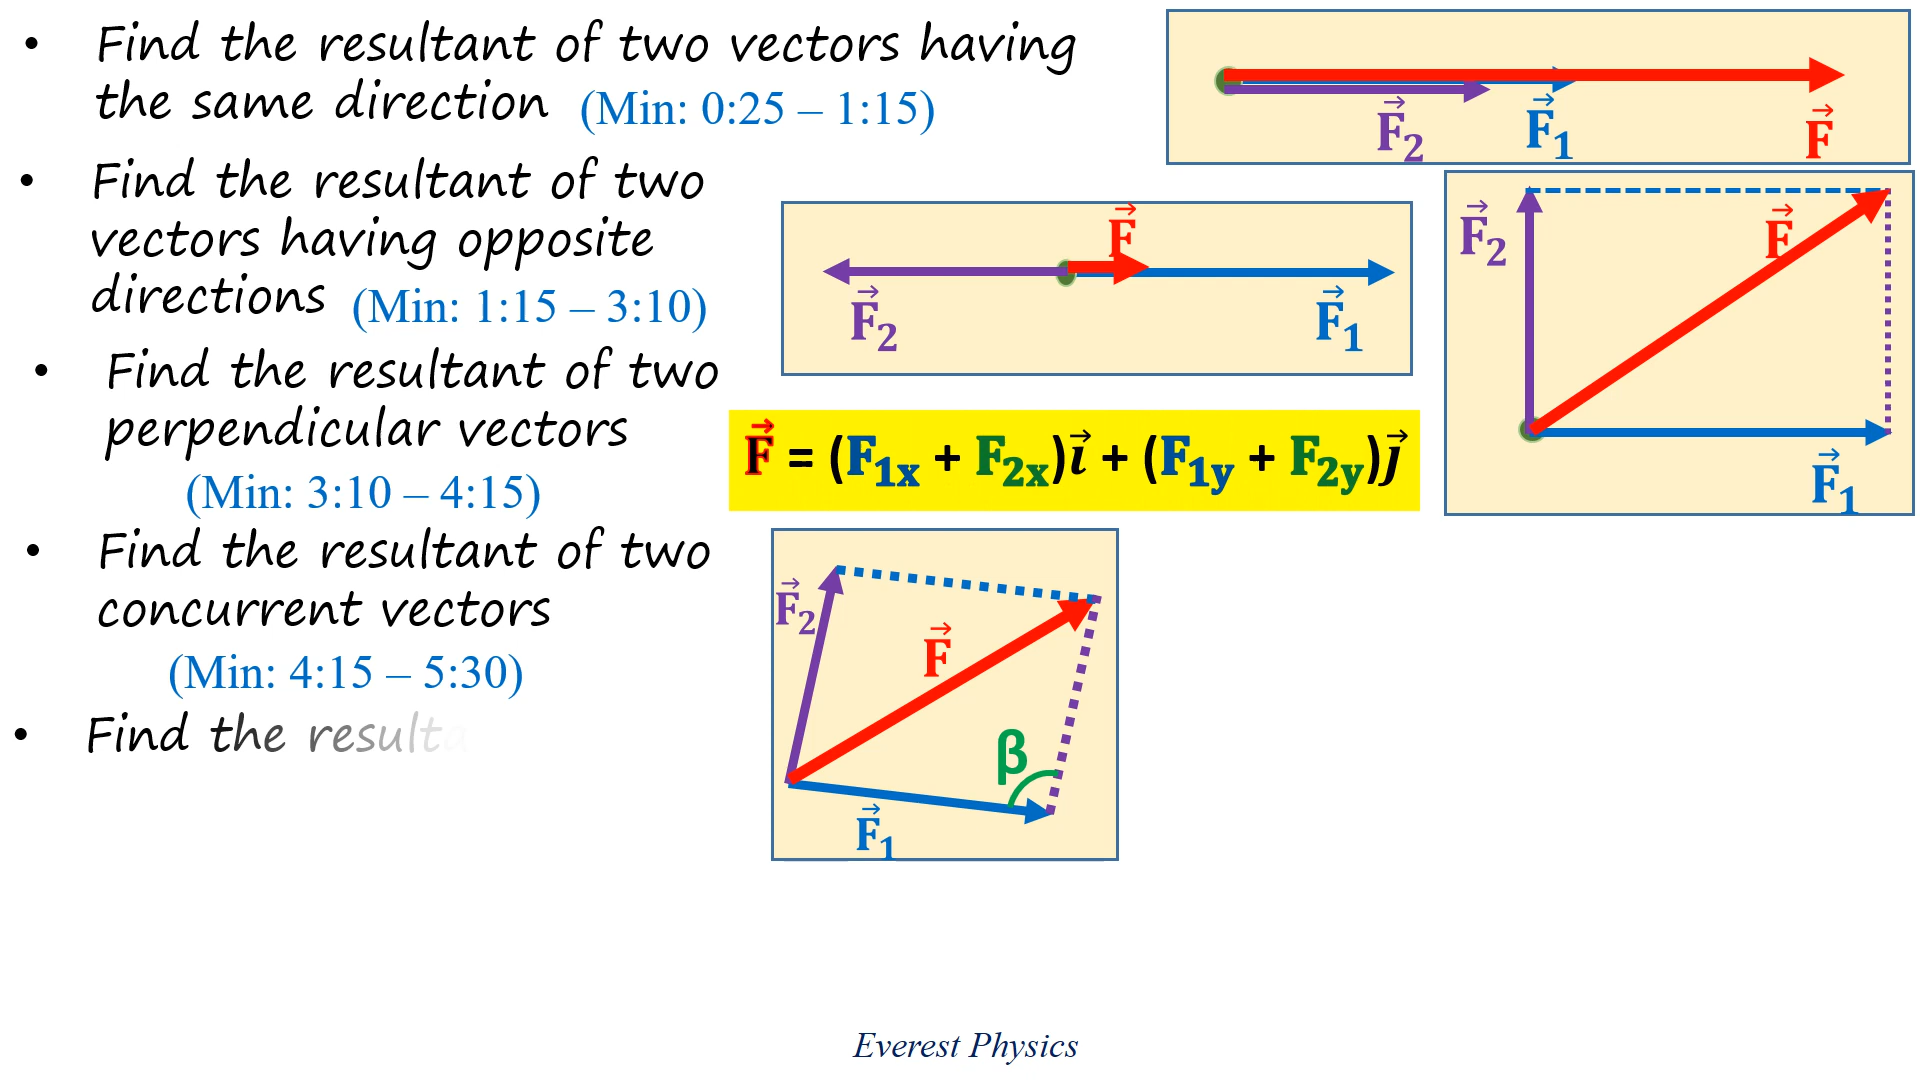 • Find the resultant of two vectors having
the same direction (Min: 0:25 – 1:15)
F⃗₂ F⃗₁ F⃗
• Find the resultant of two
vectors having opposite
directions (Min: 1:15 – 3:10)
F⃗
F⃗₂ F⃗₁
F⃗₂ F⃗
F⃗₁
• Find the resultant of two
perpendicular vectors
(Min: 3:10 – 4:15)
F⃗ = (F₁ₓ + F₂ₓ)i⃗ + (F₁y + F₂y)j⃗
• Find the resultant of two
concurrent vectors
(Min: 4:15 – 5:30)
F⃗₂
F⃗
β
F⃗₁
• Find the resulta
Everest Physics